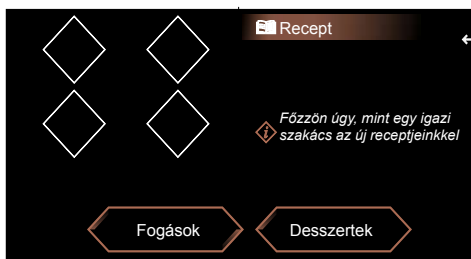 Recept
Főzzön úgy, mint egy igazi
szakács az új receptjeinkkel
Fogások
Desszertek